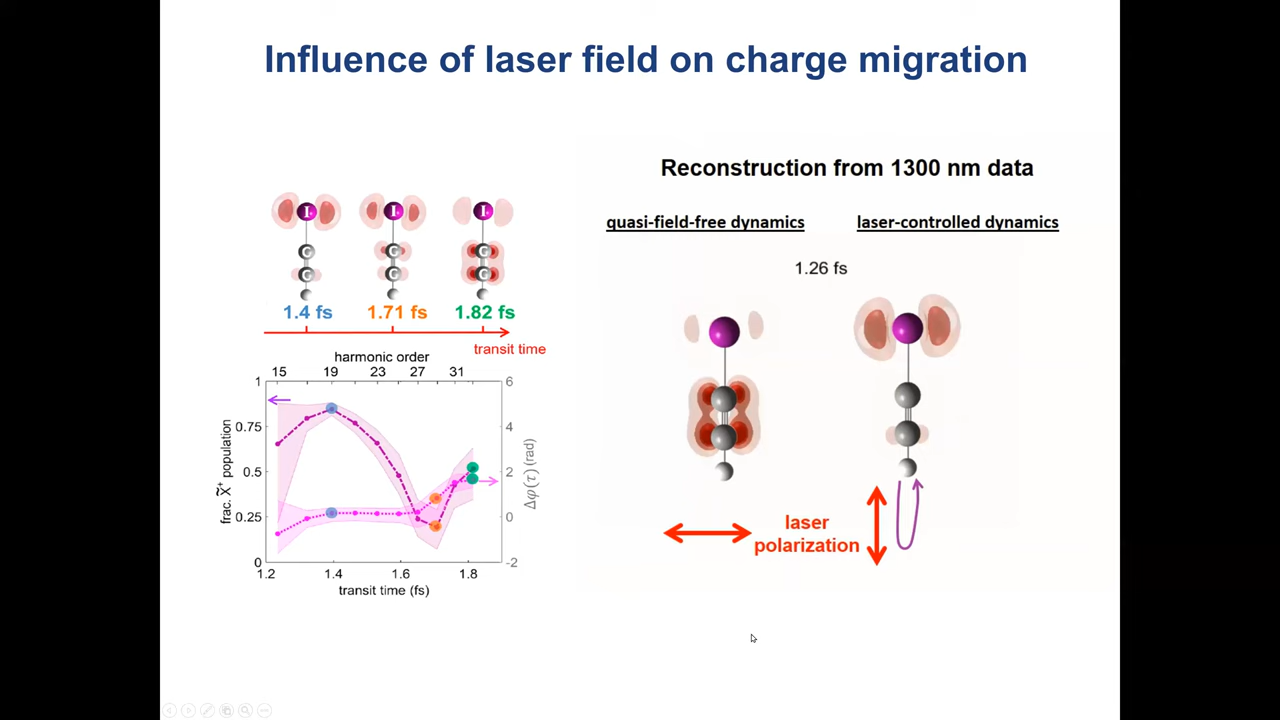 Influence of laser field on charge migration
I
I
I
C
C
C
C
C
C
1.4 fs
1.71 fs
1.82 fs
transit time
harmonic order
15
19
23
27
31
1
0.75
0.5
0.25
0
6
4
2
0
-2
frac. X̃⁺ population
Δφ(τ) (rad)
1.2
1.4
1.6
1.8
transit time (fs)
Reconstruction from 1300 nm data
quasi-field-free dynamics
laser-controlled dynamics
1.26 fs
laser
polarization